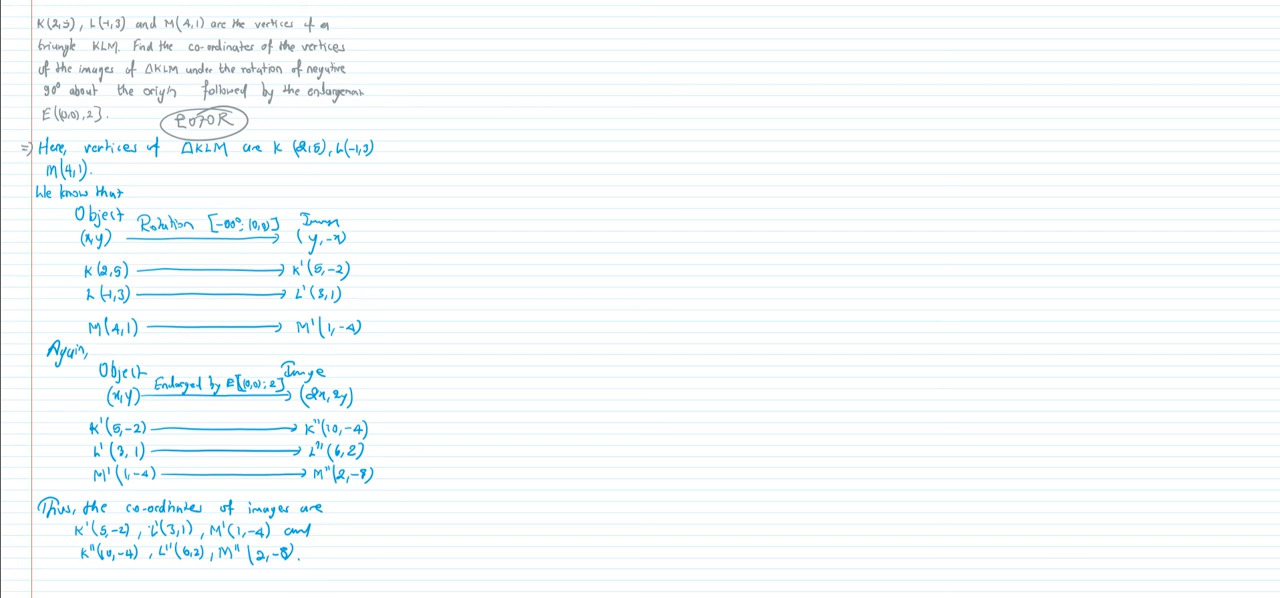 K(2,5), L(-1,3) and M(4,1) are the vertices of a
triangle KLM. Find the co-ordinates of the vertices
of the images of ΔKLM under the rotation of negative
90° about the origin followed by the enlargement
E[(0,0),2].
2070R
=) Here, vertices of ΔKLM are K (2,5), L(-1,3)
M(4,1).
We know that
Object Rotation [-90°; (0,0)] Image
(x,y) → (y,-x)
K(2,5) → K'(5,-2)
L(-1,3) → L'(3,1)
M(4,1) → M'(1,-4)
Again,
Object Enlarged by E[(0,0);2] Image
(x,y) → (2x,2y)
K'(5,-2) → K"(10,-4)
L'(3,1) → L"(6,2)
M'(1,-4) → M"(2,-8)
Thus, the co-ordinates of images are
K'(5,-2), L'(3,1), M'(1,-4) and
K"(10,-4), L"(6,2), M"(2,-8).